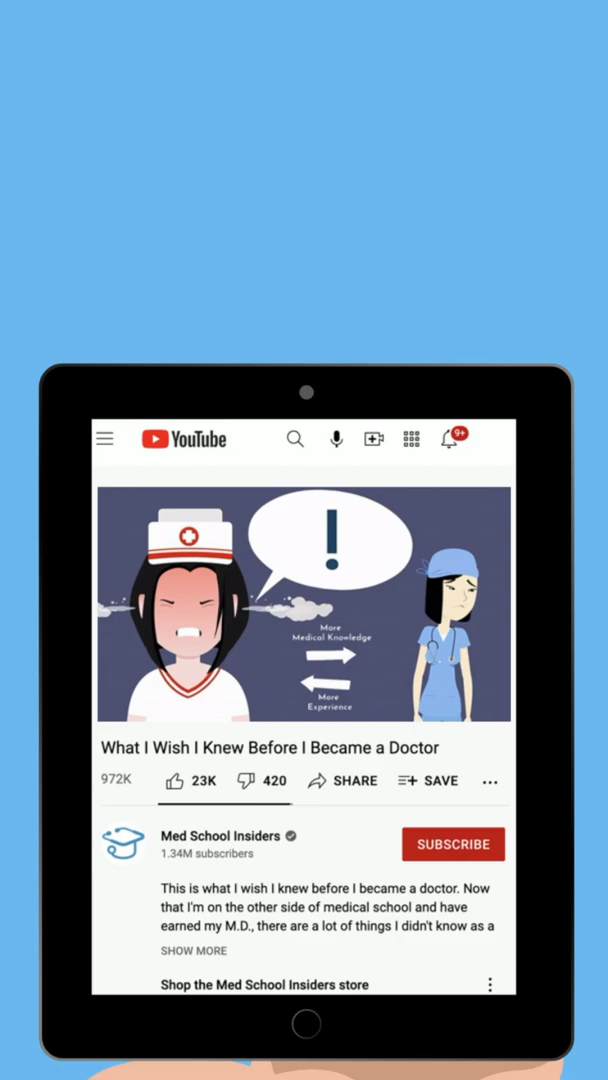 YouTube
9+
!
More
Medical Knowledge
More
Experience
What I Wish I Knew Before I Became a Doctor
972K
23K
420
SHARE
SAVE
Med School Insiders
1.34M subscribers
SUBSCRIBE
This is what I wish I knew before I became a doctor. Now
that I'm on the other side of medical school and have
earned my M.D., there are a lot of things I didn't know as a
SHOW MORE
Shop the Med School Insiders store